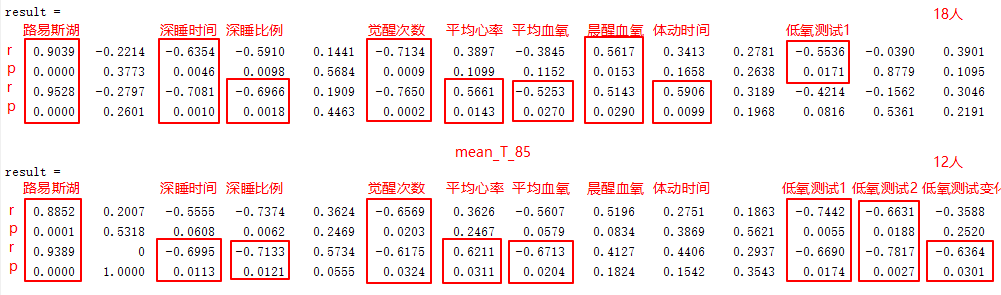 result =
18人
路易斯湖 深睡时间 深睡比例 觉醒次数 平均心率 平均血氧 晨醒血氧 体动时间 低氧测试1
r 0.9039 -0.2214 -0.6354 -0.5910 0.1441 -0.7134 0.3897 -0.3845 0.5617 0.3413 0.2781 -0.5536 -0.0390 0.3901
p 0.0000 0.3773 0.0046 0.0098 0.5684 0.0009 0.1099 0.1152 0.0153 0.1658 0.2638 0.0171 0.8779 0.1095
r 0.9528 -0.2797 -0.7081 -0.6966 0.1909 -0.7650 0.5661 -0.5253 0.5143 0.5906 0.3189 -0.4214 -0.1562 0.3046
p 0.0000 0.2601 0.0010 0.0018 0.4463 0.0002 0.0143 0.0270 0.0290 0.0099 0.1968 0.0816 0.5361 0.2191
mean_T_85
result =
12人
路易斯湖 深睡时间 深睡比例 觉醒次数 平均心率 平均血氧 晨醒血氧 体动时间 低氧测试1 低氧测试2 低氧测试变化
r 0.8852 0.2007 -0.5555 -0.7374 0.3624 -0.6569 0.3626 -0.5607 0.5196 0.2751 0.1863 -0.7442 -0.6631 -0.3588
p 0.0001 0.5318 0.0608 0.0062 0.2469 0.0203 0.2467 0.0579 0.0834 0.3869 0.5621 0.0055 0.0188 0.2520
r 0.9389 0 -0.6995 -0.7133 0.5734 -0.6175 0.6211 -0.6713 0.4127 0.4406 0.2937 -0.6690 -0.7817 -0.6364
p 0.0000 1.0000 0.0113 0.0121 0.0555 0.0324 0.0311 0.0204 0.1824 0.1542 0.3543 0.0174 0.0027 0.0301